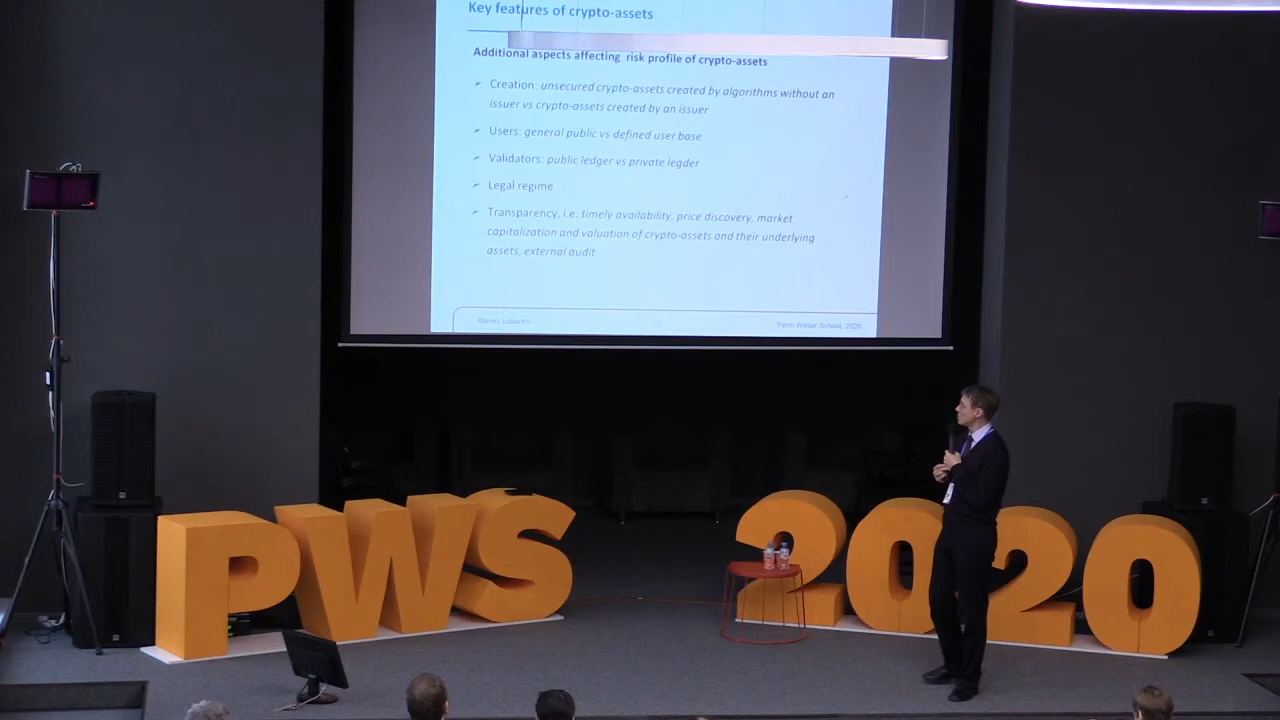 Key features of crypto-assets
Additional aspects affecting risk profile of crypto-assets
Creation: unsecured crypto-assets created by algorithms without an
issuer vs crypto-assets created by an issuer
Users: general public vs defined user base
Validators: public ledger vs private legder
Legal regime
Transparency, i.e. timely availability, price discovery, market
capitalization and valuation of crypto-assets and their underlying
assets, external audit
Alexey Lobanov
Perm Winter School, 2020
PWS 2020